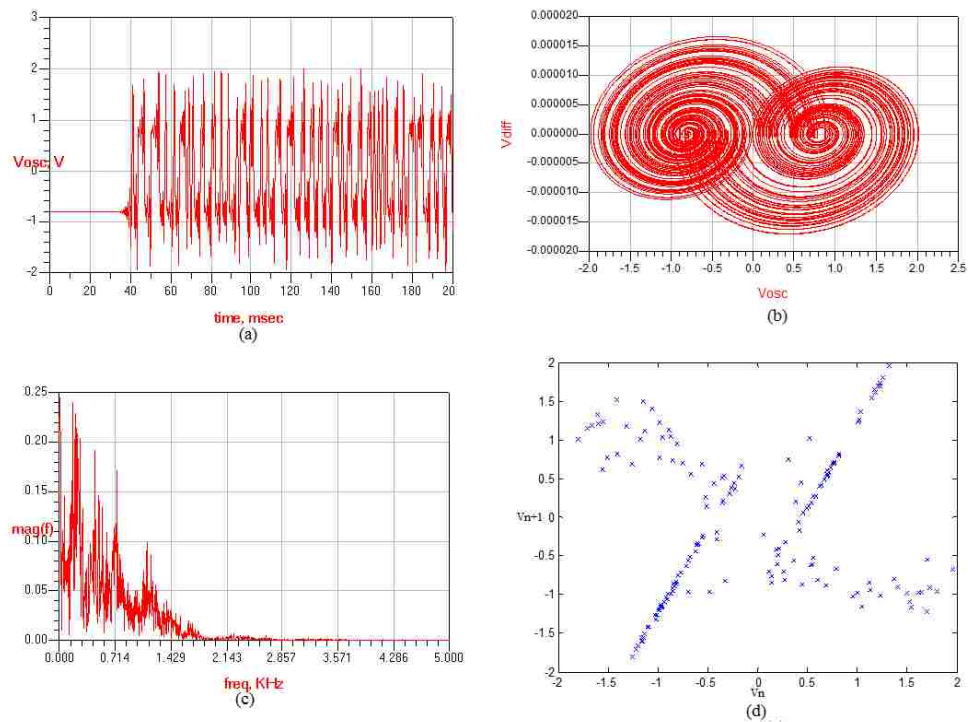 3
2
1
Vosc, V
0
-1
-2
0 20 40 60 80 100 120 140 160 180 20
time, msec
(a)
0.000020
0.000015
0.000010
0.000005
Vdiff
0.000000
-0.000005
-0.000010
-0.000015
-0.000020
-2.0 -1.5 -1.0 -0.5 0.0 0.5 1.0 1.5 2.0 2.5
Vosc
(b)
0.25
0.20
0.15
mag(f)
0.10
0.05
0.00
0.000 0.714 1.429 2.143 2.857 3.571 4.286 5.000
freq, KHz
(c)
2
1.5
1
0.5
Vn+1
0
-0.5
-1
-1.5
-2
-2 -1.5 -1 -0.5 0 0.5 1 1.5 2
Vn
(d)